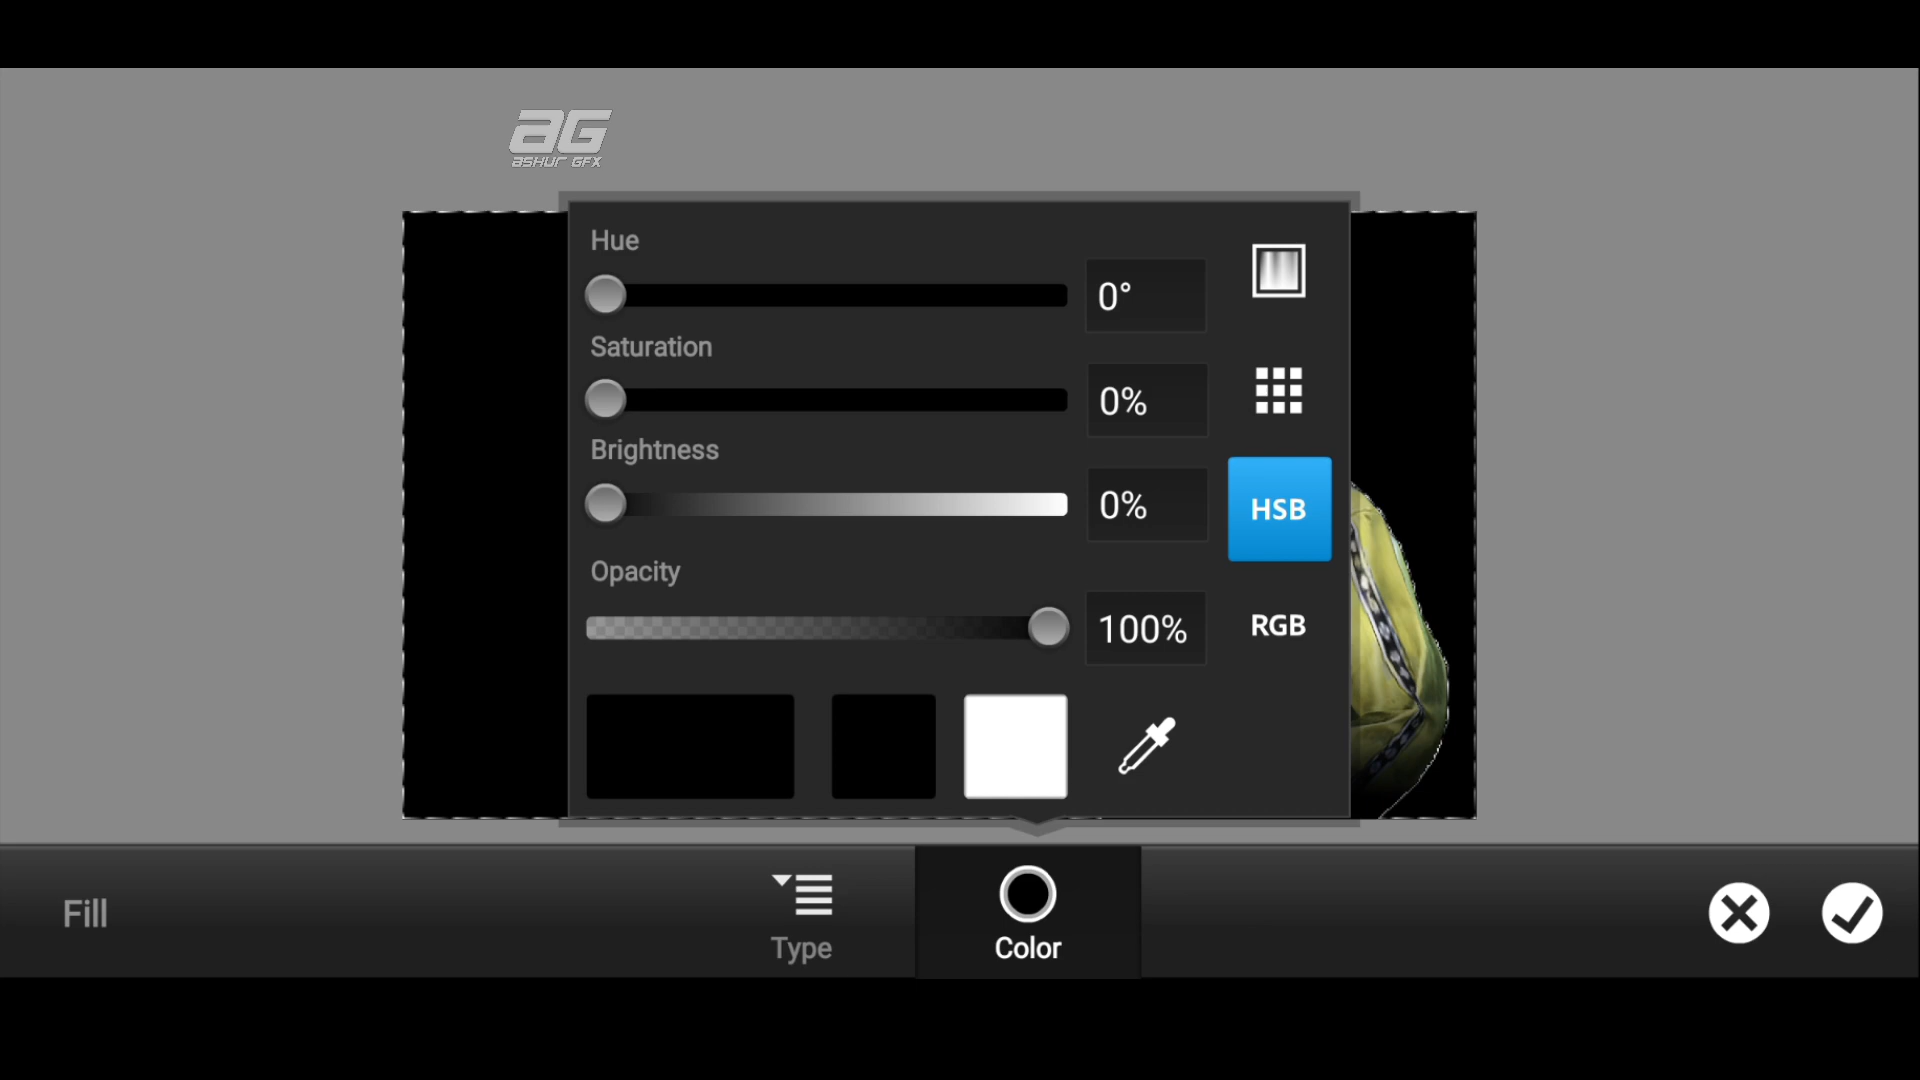 AG
ASHUR GFX
Hue
0°
Saturation
0%
Brightness
0%
HSB
Opacity
100%
RGB
Fill
Type
Color